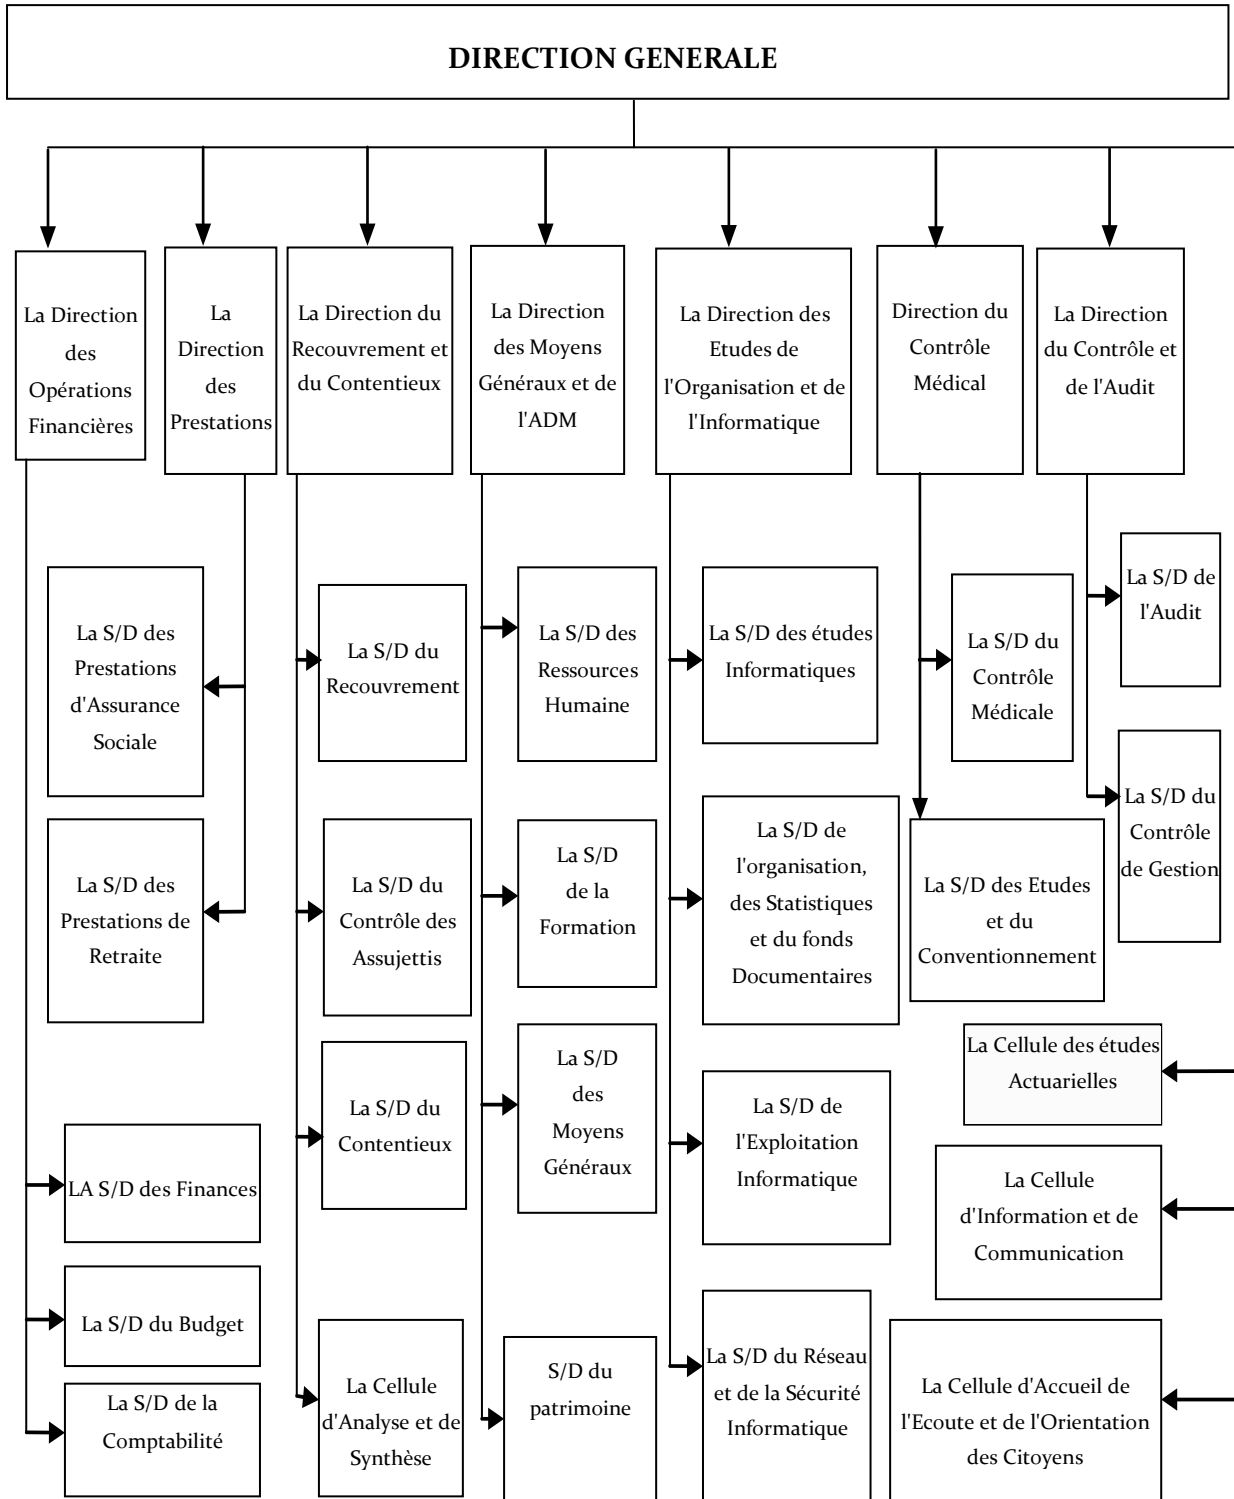 DIRECTION GENERALE
La Direction
des
Opérations
Financières
La
Direction
des
Prestations
La Direction du
Recouvrement et
du Contentieux
La Direction
des Moyens
Généraux et de
l'ADM
La Direction des
Etudes de
l'Organisation et de
l'Informatique
Direction du
Contrôle
Médical
La Direction
du Contrôle et
de l'Audit
La S/D des
Prestations
d'Assurance
Sociale
La S/D des
Prestations de
Retraite
LA S/D des Finances
La S/D du Budget
La S/D de la
Comptabilité
La S/D du
Recouvrement
La S/D du
Contrôle des
Assujettis
La S/D du
Contentieux
La Cellule
d'Analyse et de
Synthèse
La S/D des
Ressources
Humaine
La S/D
de la
Formation
La S/D
des
Moyens
Généraux
S/D du
patrimoine
La S/D des études
Informatiques
La S/D de
l'organisation,
des Statistiques
et du fonds
Documentaires
La S/D de
l'Exploitation
Informatique
La S/D du Réseau
et de la Sécurité
Informatique
La S/D du
Contrôle
Médicale
La S/D des Etudes
et du
Conventionnement
La S/D de
l'Audit
La S/D du
Contrôle
de Gestion
La Cellule des études
Actuarielles
La Cellule
d'Information et de
Communication
La Cellule d'Accueil de
l'Ecoute et de l'Orientation
des Citoyens